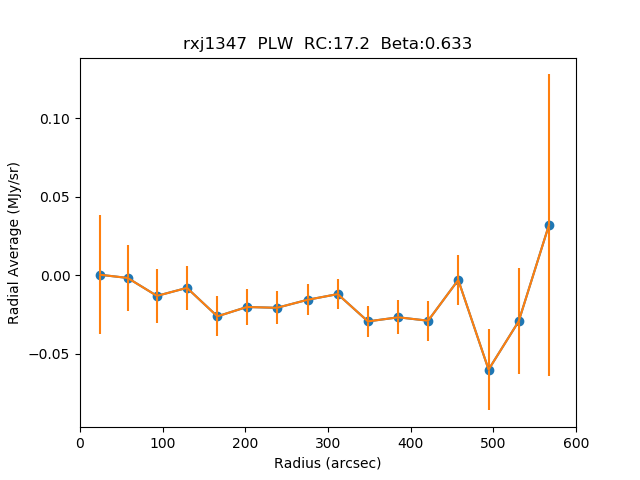 rxj1347 PLW RC:17.2 Beta:0.633
Radial Average (MJy/sr)
0.10
0.05
0.00
−0.05
0 100 200 300 400 500 600
Radius (arcsec)